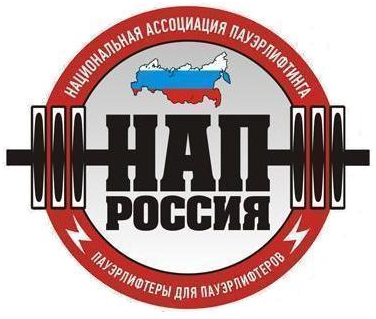 НАЦИОНАЛЬНАЯ АССОЦИАЦИЯ ПАУЭРЛИФТИНГА
НАП
РОССИЯ
ПАУЭРЛИФТЕРЫ ДЛЯ ПАУЭРЛИФТЕРОВ